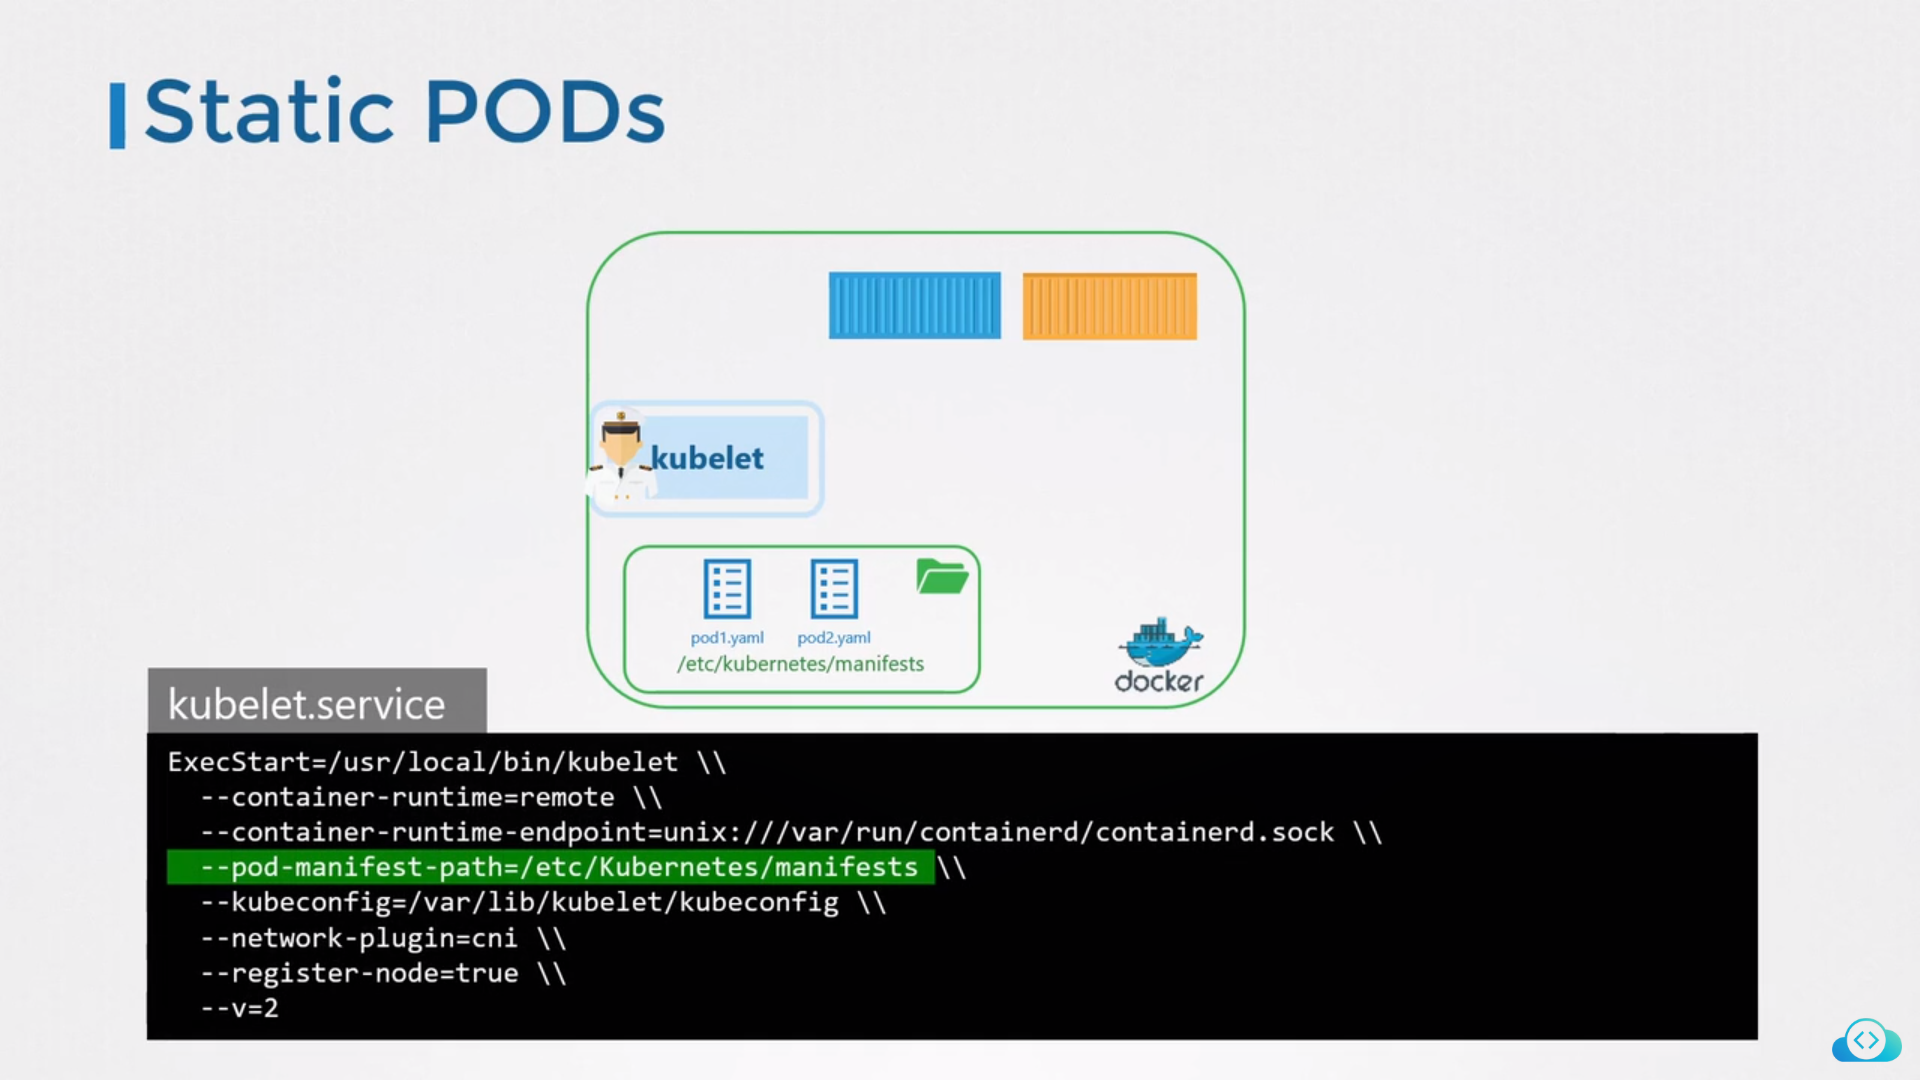 Static PODs
kubelet
pod1.yaml pod2.yaml
/etc/kubernetes/manifests
docker
kubelet.service
ExecStart=/usr/local/bin/kubelet \\
--container-runtime=remote \\
--container-runtime-endpoint=unix:///var/run/containerd/containerd.sock \\
--pod-manifest-path=/etc/Kubernetes/manifests \\
--kubeconfig=/var/lib/kubelet/kubeconfig \\
--network-plugin=cni \\
--register-node=true \\
--v=2